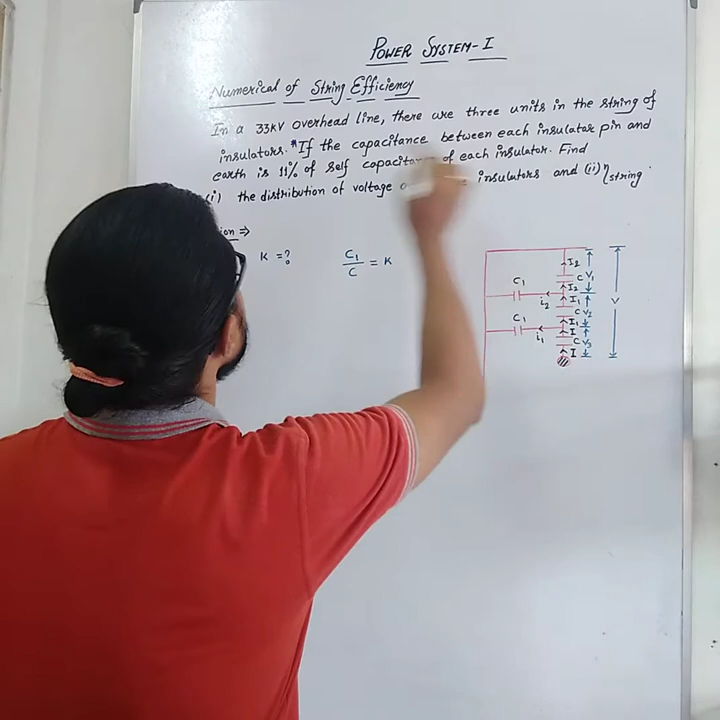 POWER SYSTEM-I
Numerical of String Efficiency
In a 33kV overhead line, there are three units in the string of
insulators. *If the capacitance between each insulator pin and
earth is 11% of self capacitance of each insulator. Find
(i) the distribution of voltage insulators and (ii) η string
ion ⇒
K = ?
C1/C = K
I2
C V1
C1 I2
i2 I1
C V2 V
C1 I1
i1 I
C V3
I